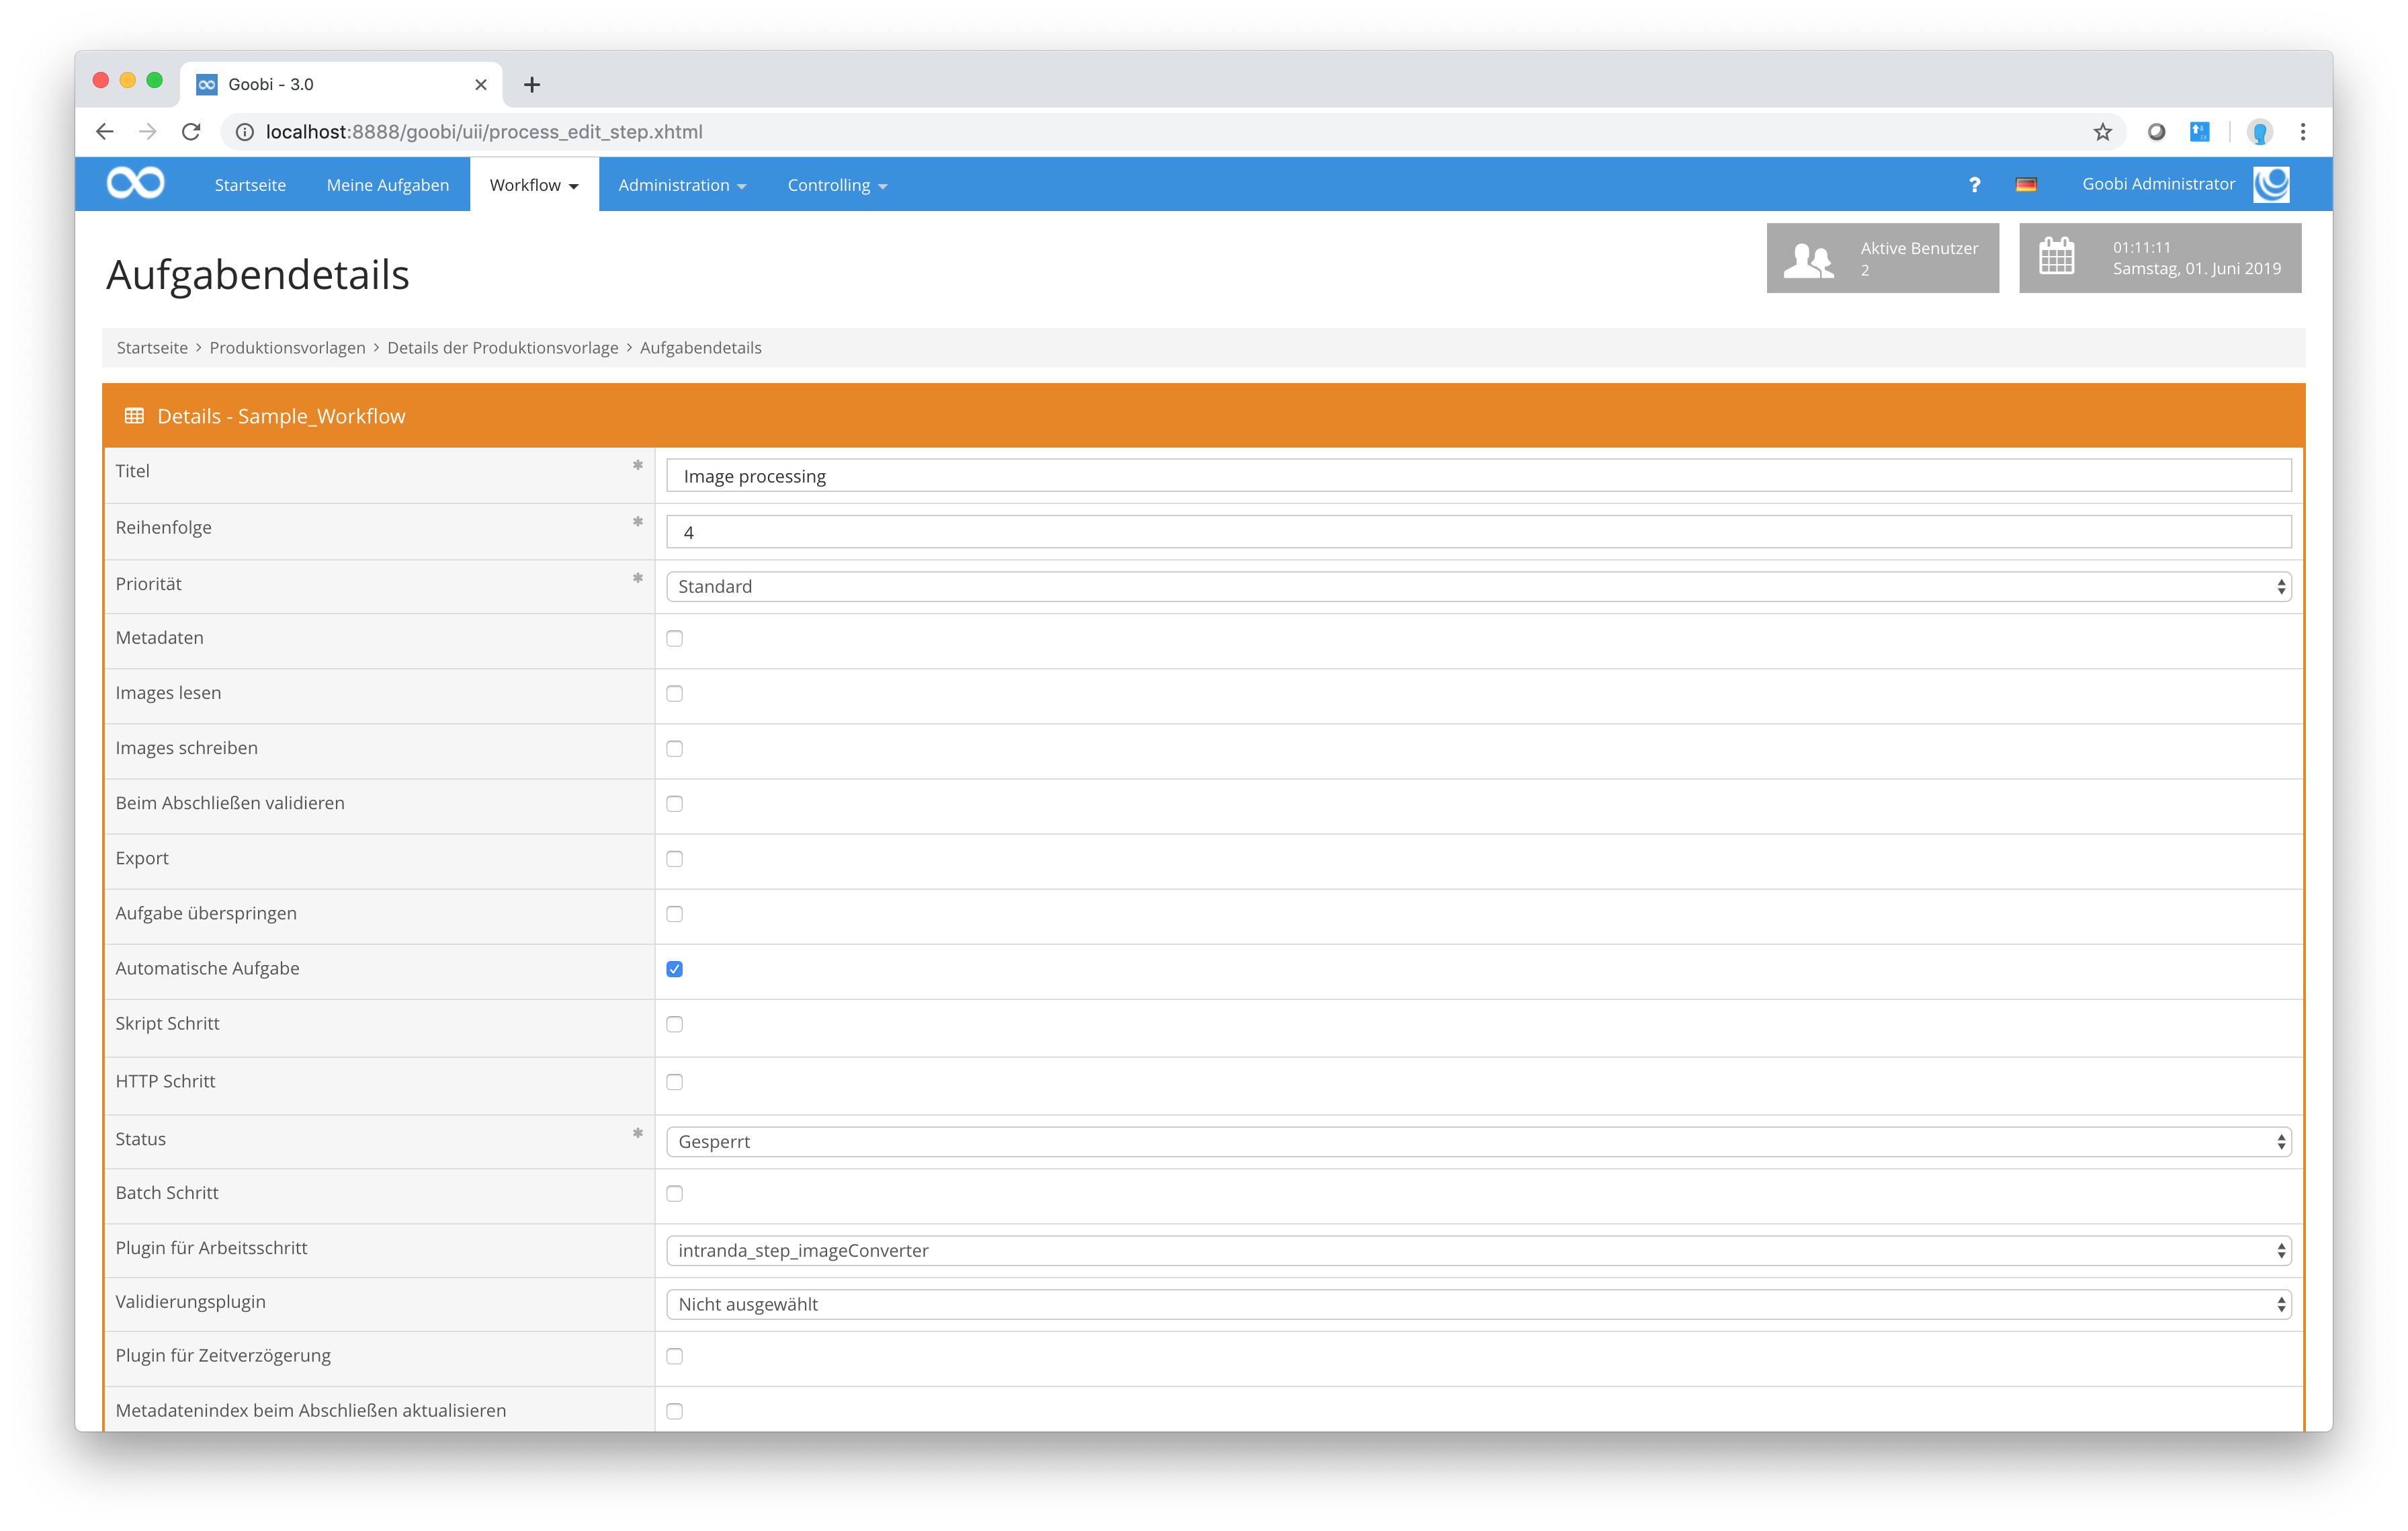 Goobi - 3.0
localhost:8888/goobi/uii/process_edit_step.xhtml
Startseite Meine Aufgaben Workflow Administration Controlling ? Goobi Administrator
Aufgabendetails
Aktive Benutzer
2
01:11:11
Samstag, 01. Juni 2019
Startseite > Produktionsvorlagen > Details der Produktionsvorlage > Aufgabendetails
Details - Sample_Workflow
Titel * Image processing
Reihenfolge * 4
Priorität * Standard
Metadaten
Images lesen
Images schreiben
Beim Abschließen validieren
Export
Aufgabe überspringen
Automatische Aufgabe
Skript Schritt
HTTP Schritt
Status * Gesperrt
Batch Schritt
Plugin für Arbeitsschritt intranda_step_imageConverter
Validierungsplugin Nicht ausgewählt
Plugin für Zeitverzögerung
Metadatenindex beim Abschließen aktualisieren